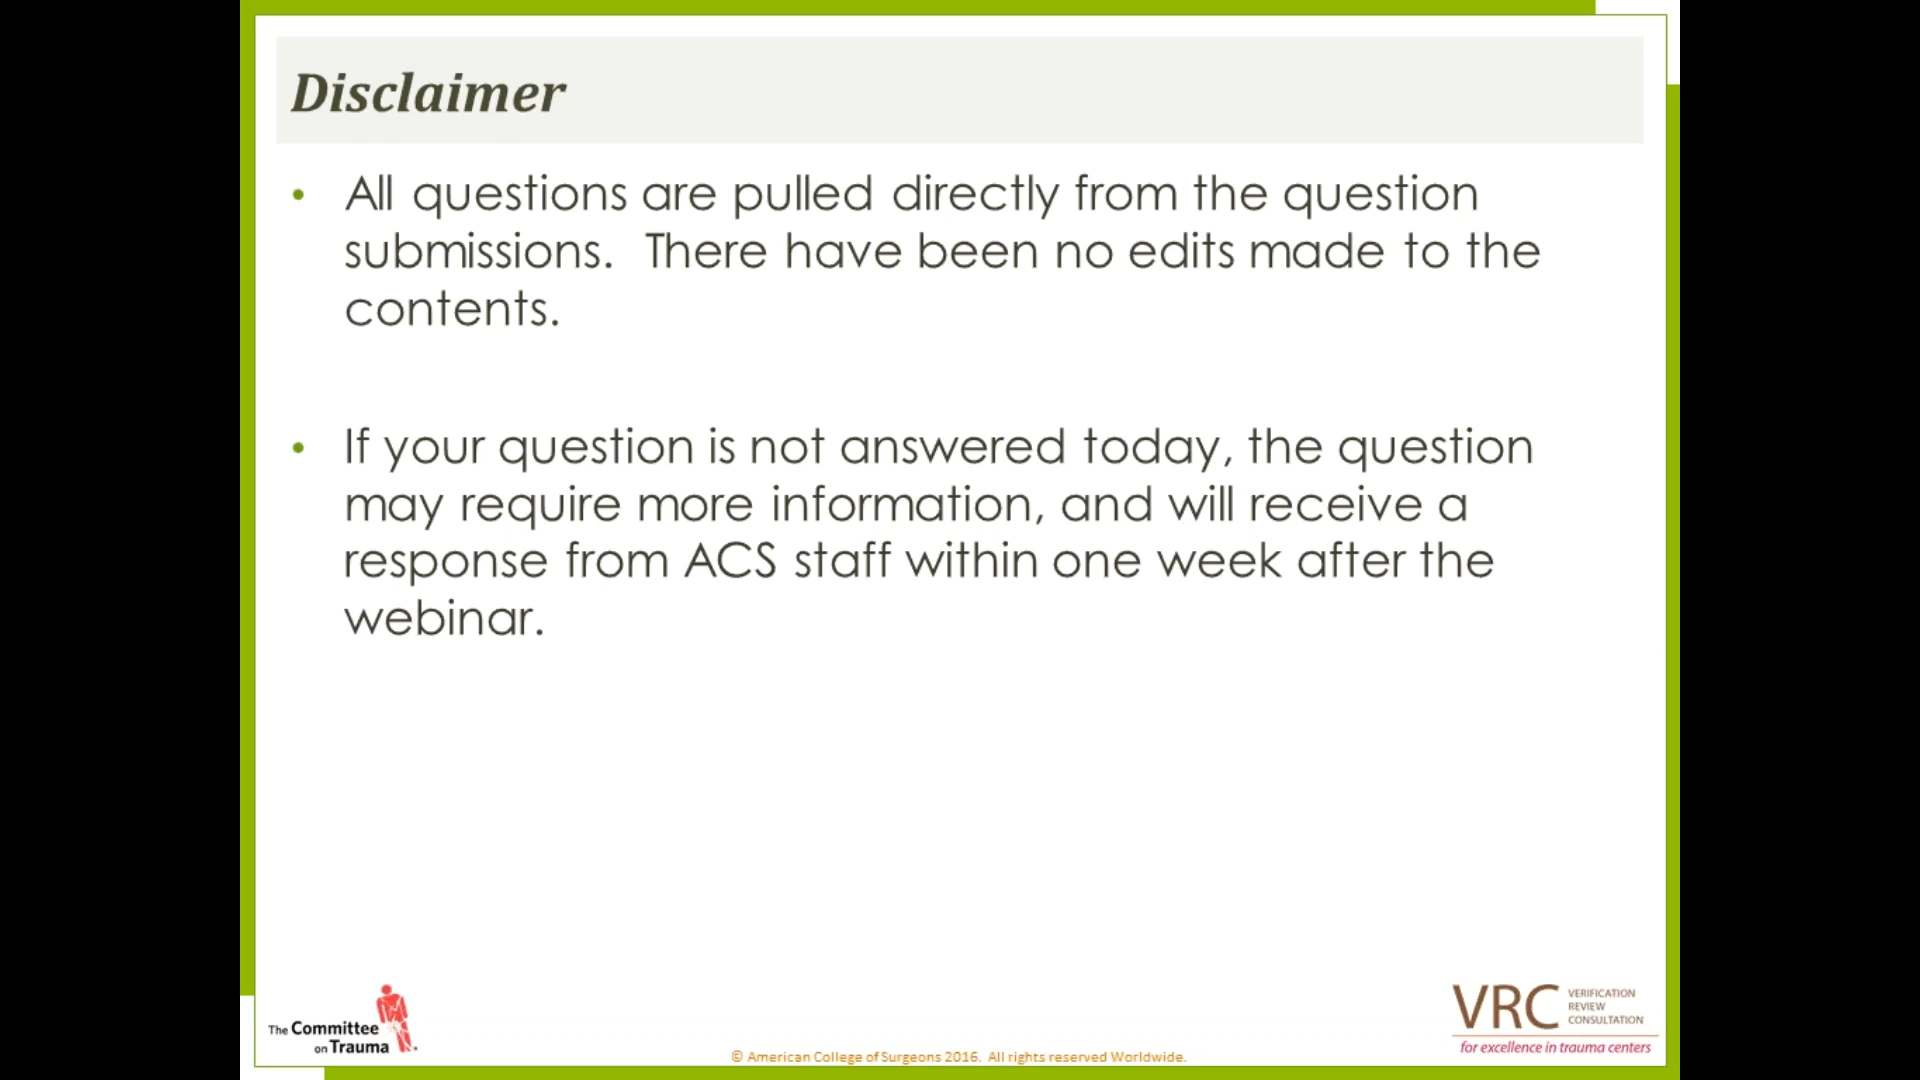 Disclaimer
• All questions are pulled directly from the question
submissions.  There have been no edits made to the
contents.
• If your question is not answered today, the question
may require more information, and will receive a
response from ACS staff within one week after the
webinar.
The Committee
on Trauma
© American College of Surgeons 2016.  All rights reserved Worldwide.
VRC
VERIFICATION
REVIEW
CONSULTATION
for excellence in trauma centers